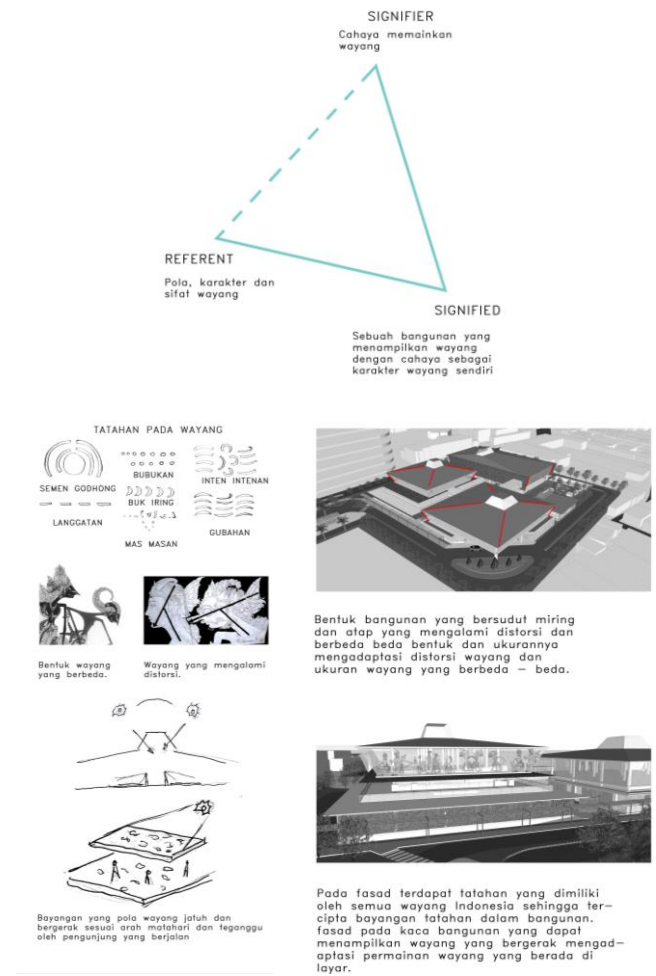 SIGNIFIER
Cahaya memainkan
wayang
REFERENT
Pola, karakter dan
sifat wayang
SIGNIFIED
Sebuah bangunan yang
menampilkan wayang
dengan cahaya sebagai
karakter wayang sendiri
TATAHAN PADA WAYANG
SEMEN GODHONG
BUBUKAN
INTEN INTENAN
LANGGATAN
BUK IRING
MAS MASAN
GUBAHAN
Bentuk wayang
yang berbeda.
Wayang yang mengalami
distorsi.
Bentuk bangunan yang bersudut miring
dan atap yang mengalami distorsi dan
berbeda beda bentuk dan ukurannya
mengadaptasi distorsi wayang dan
ukuran wayang yang berbeda – beda.
Bayangan yang pola wayang jatuh dan
bergerak sesuai arah matahari dan teganggu
oleh pengunjung yang berjalan
Pada fasad terdapat tatahan yang dimiliki
oleh semua wayang Indonesia sehingga ter–
cipta bayangan tatahan dalam bangunan.
fasad pada kaca bangunan yang dapat
menampilkan wayang yang bergerak mengad–
aptasi permainan wayang yang berada di
layar.